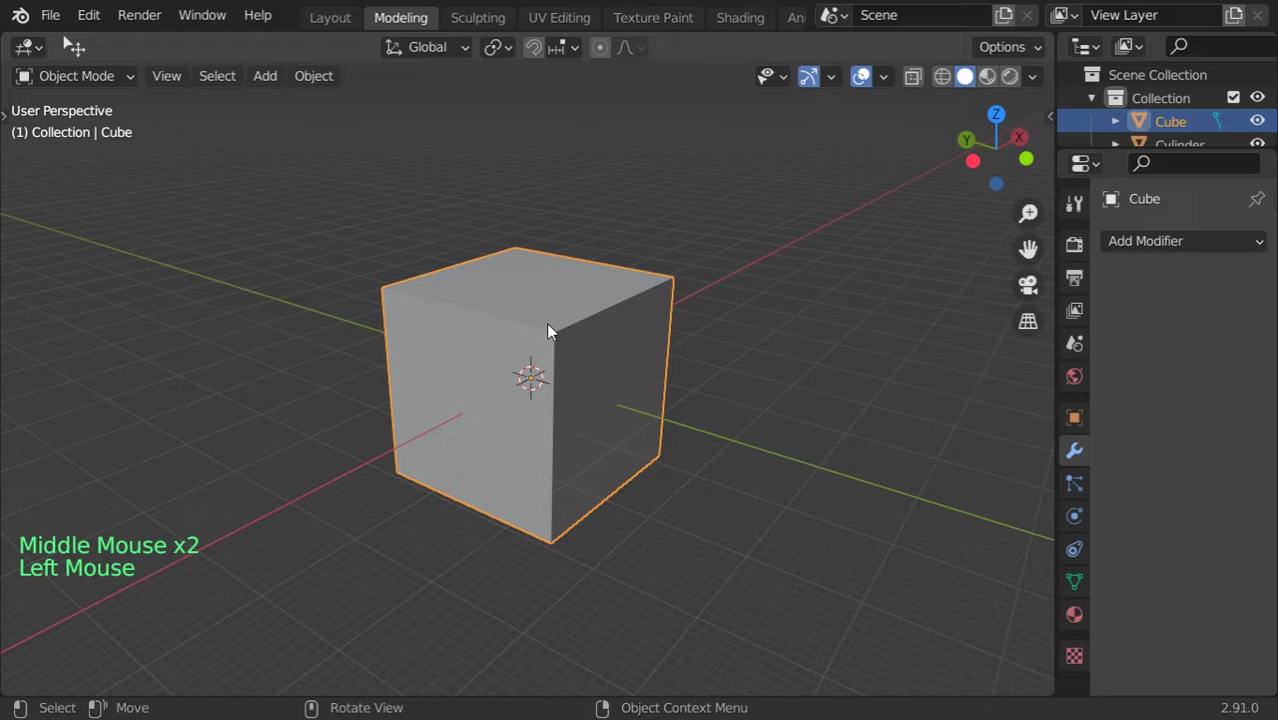 File Edit Render Window Help
Layout Modeling Sculpting UV Editing Texture Paint Shading An
Scene
View Layer
Global
Options
Object Mode View Select Add Object
User Perspective
(1) Collection | Cube
Z
Y
X
Scene Collection
Collection
Cube
Cylinder
Cube
Add Modifier
Middle Mouse x2
Left Mouse
Select Move Rotate View Object Context Menu 2.91.0